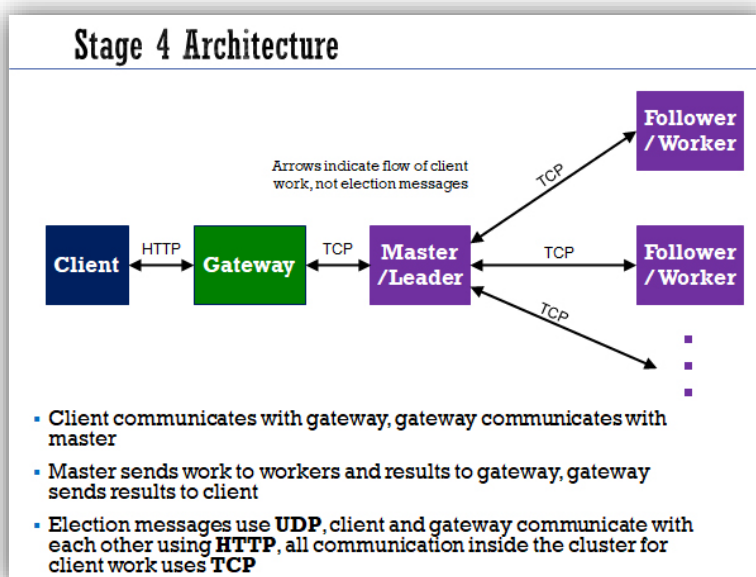 Stage 4 Architecture
Follower
/Worker
Arrows indicate flow of client
work, not election messages
TCP
Client
HTTP
Gateway
TCP
Master
/Leader
TCP
Follower
/Worker
TCP
Client communicates with gateway, gateway communicates with
master
Master sends work to workers and results to gateway, gateway
sends results to client
Election messages use UDP, client and gateway communicate with
each other using HTTP, all communication inside the cluster for
client work uses TCP